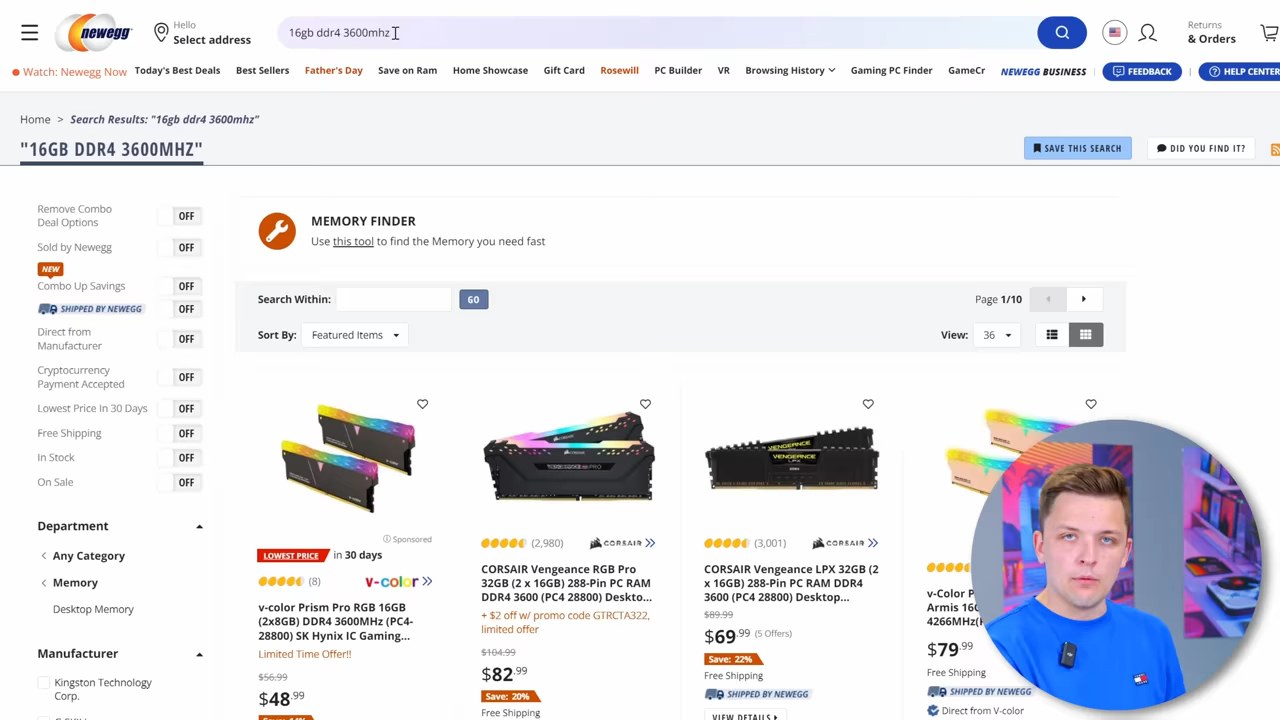 newegg
Hello
Select address
16gb ddr4 3600mhz
Returns
& Orders
Watch: Newegg Now
Today's Best Deals
Best Sellers
Father's Day
Save on Ram
Home Showcase
Gift Card
Rosewill
PC Builder
VR
Browsing History
Gaming PC Finder
GameCr
NEWEGG BUSINESS
FEEDBACK
HELP CENTER
Home > Search Results: "16gb ddr4 3600mhz"
"16GB DDR4 3600MHZ"
SAVE THIS SEARCH
DID YOU FIND IT?
Remove Combo
Deal Options
OFF
Sold by Newegg
OFF
NEW
Combo Up Savings
OFF
SHIPPED BY NEWEGG
OFF
Direct from
Manufacturer
OFF
Cryptocurrency
Payment Accepted
OFF
Lowest Price In 30 Days
OFF
Free Shipping
OFF
In Stock
OFF
On Sale
OFF
Department
Any Category
Memory
Desktop Memory
Manufacturer
Kingston Technology
Corp.
MEMORY FINDER
Use this tool to find the Memory you need fast
Search Within:
GO
Page 1/10
Sort By:
Featured Items
View:
36
Sponsored
LOWEST PRICE in 30 days
(8)
v-color
v-color Prism Pro RGB 16GB
(2x8GB) DDR4 3600MHz (PC4-
28800) SK Hynix IC Gaming...
Limited Time Offer!!
$56.99
$48.99
(2,980)
CORSAIR
CORSAIR Vengeance RGB Pro
32GB (2 x 16GB) 288-Pin PC RAM
DDR4 3600 (PC4 28800) Deskto...
+ $2 off w/ promo code GTRCTA322,
limited offer
$104.99
$82.99
Save: 20%
Free Shipping
VENGEANCE
VENGEANCE
(3,001)
CORSAIR
CORSAIR Vengeance LPX 32GB (2
x 16GB) 288-Pin PC RAM DDR4
3600 (PC4 28800) Desktop...
$89.99
$69.99 (5 Offers)
Save: 22%
Free Shipping
SHIPPED BY NEWEGG
VIEW DETAILS
v-Color P
Armis 16G
4266MHz(
$79.99
Free Shipping
SHIPPED BY NEWEGG
Direct from V-color